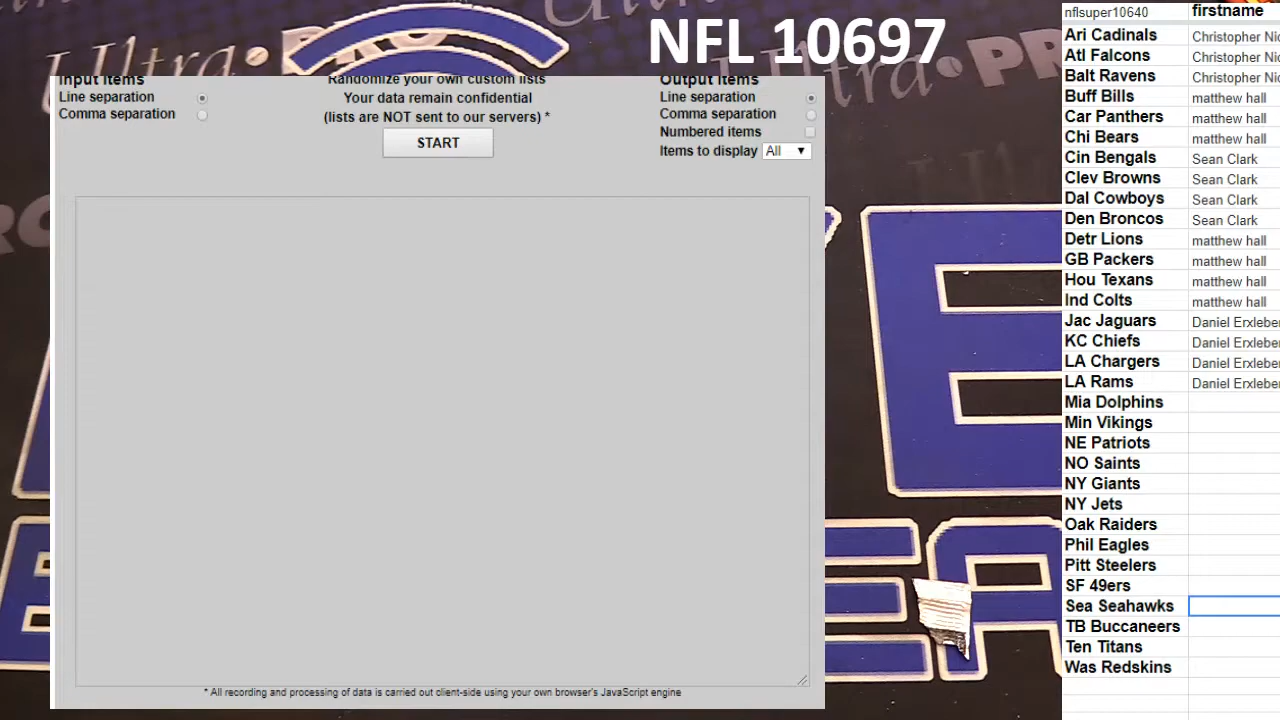 NFL 10697
Input items
Line separation
Comma separation
Randomize your own custom lists
Your data remain confidential
(lists are NOT sent to our servers) *
START
Output items
Line separation
Comma separation
Numbered items
Items to display All
* All recording and processing of data is carried out client-side using your own browser's JavaScript engine
Ultra PRO
Ultra PRO
nflsuper10640 firstname
Ari Cadinals Christopher Nic
Atl Falcons Christopher Nic
Balt Ravens Christopher Nic
Buff Bills matthew hall
Car Panthers matthew hall
Chi Bears matthew hall
Cin Bengals Sean Clark
Clev Browns Sean Clark
Dal Cowboys Sean Clark
Den Broncos Sean Clark
Detr Lions matthew hall
GB Packers matthew hall
Hou Texans matthew hall
Ind Colts matthew hall
Jac Jaguars Daniel Erxleber
KC Chiefs Daniel Erxleber
LA Chargers Daniel Erxleber
LA Rams Daniel Erxleber
Mia Dolphins
Min Vikings
NE Patriots
NO Saints
NY Giants
NY Jets
Oak Raiders
Phil Eagles
Pitt Steelers
SF 49ers
Sea Seahawks
TB Buccaneers
Ten Titans
Was Redskins